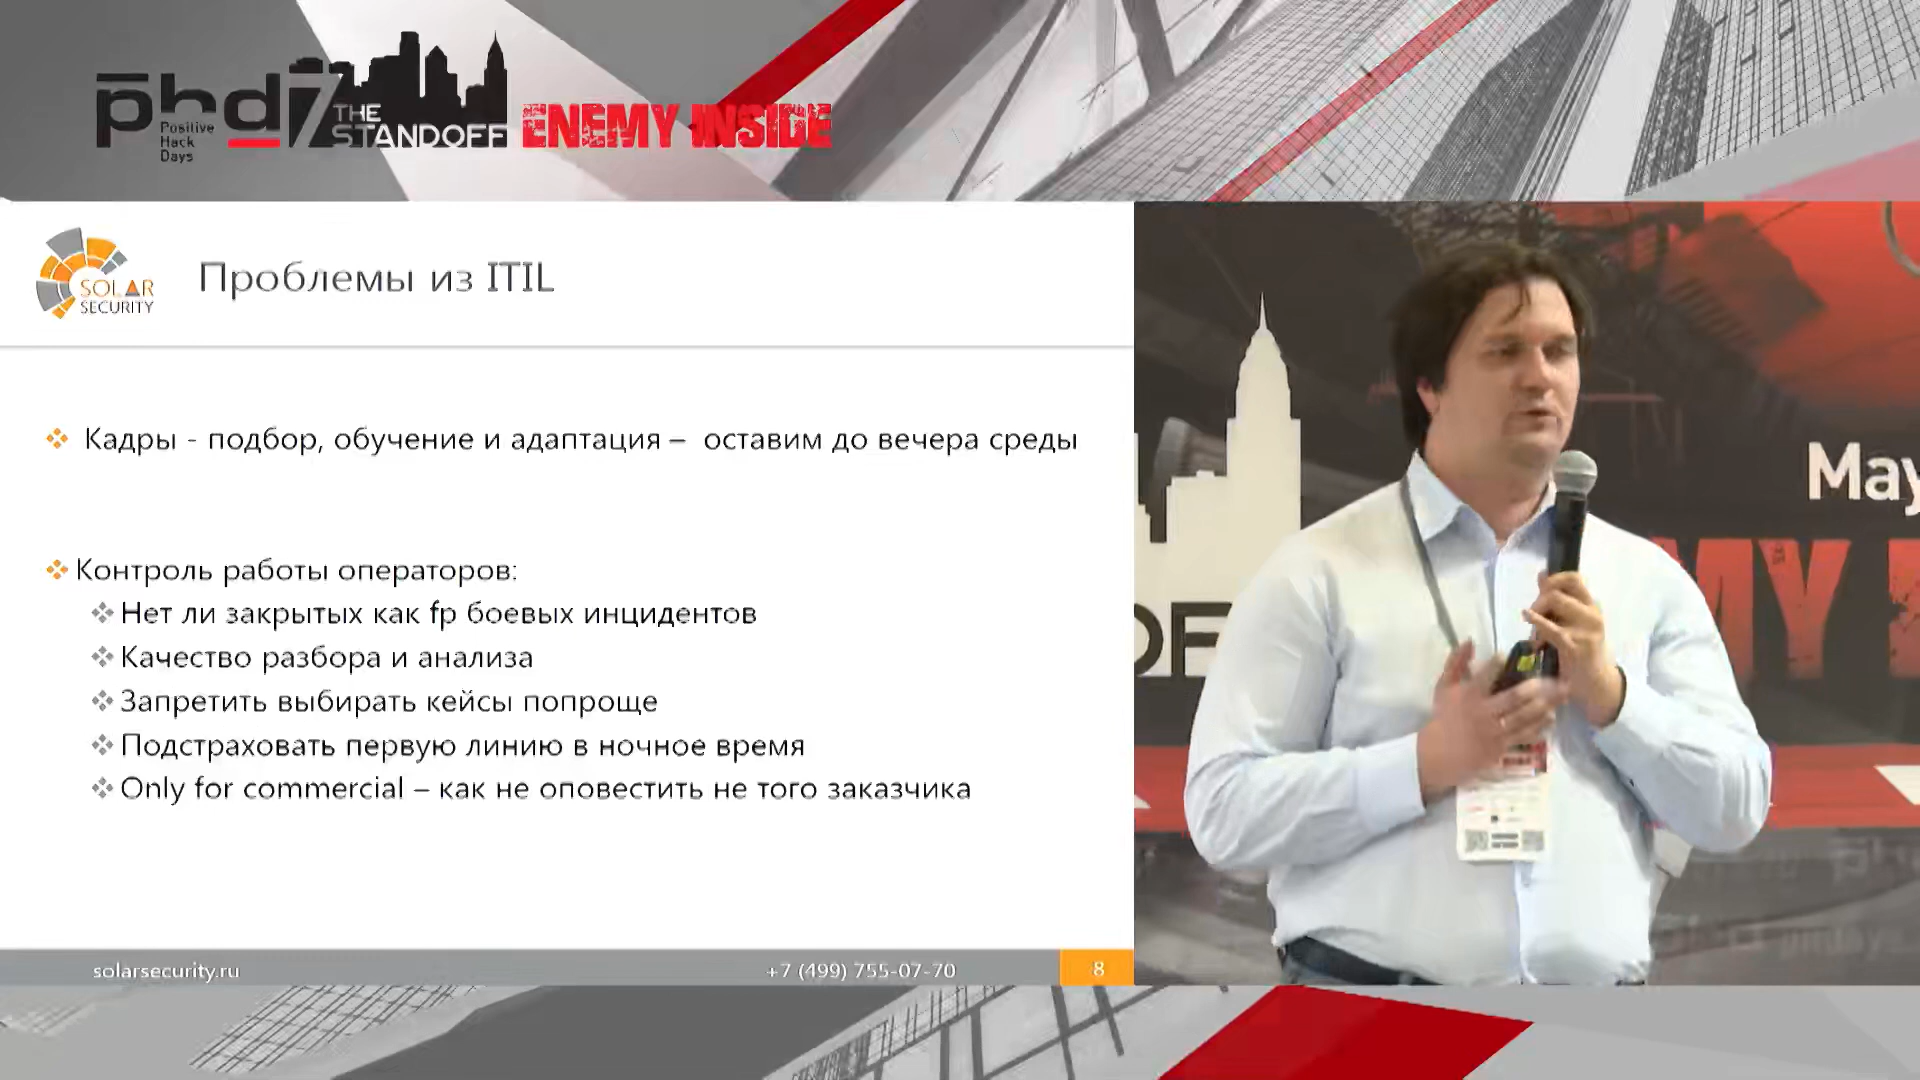 phd7
Positive
Hack
Days
THE
STANDOFF
ENEMY INSIDE
SOLAR
SECURITY
Проблемы из ITIL
Кадры - подбор, обучение и адаптация – оставим до вечера среды
Контроль работы операторов:
Нет ли закрытых как fp боевых инцидентов
Качество разбора и анализа
Запретить выбирать кейсы попроще
Подстраховать первую линию в ночное время
Only for commercial – как не оповестить не того заказчика
solarsecurity.ru
+7 (499) 755-07-70
8
May
MY
OF